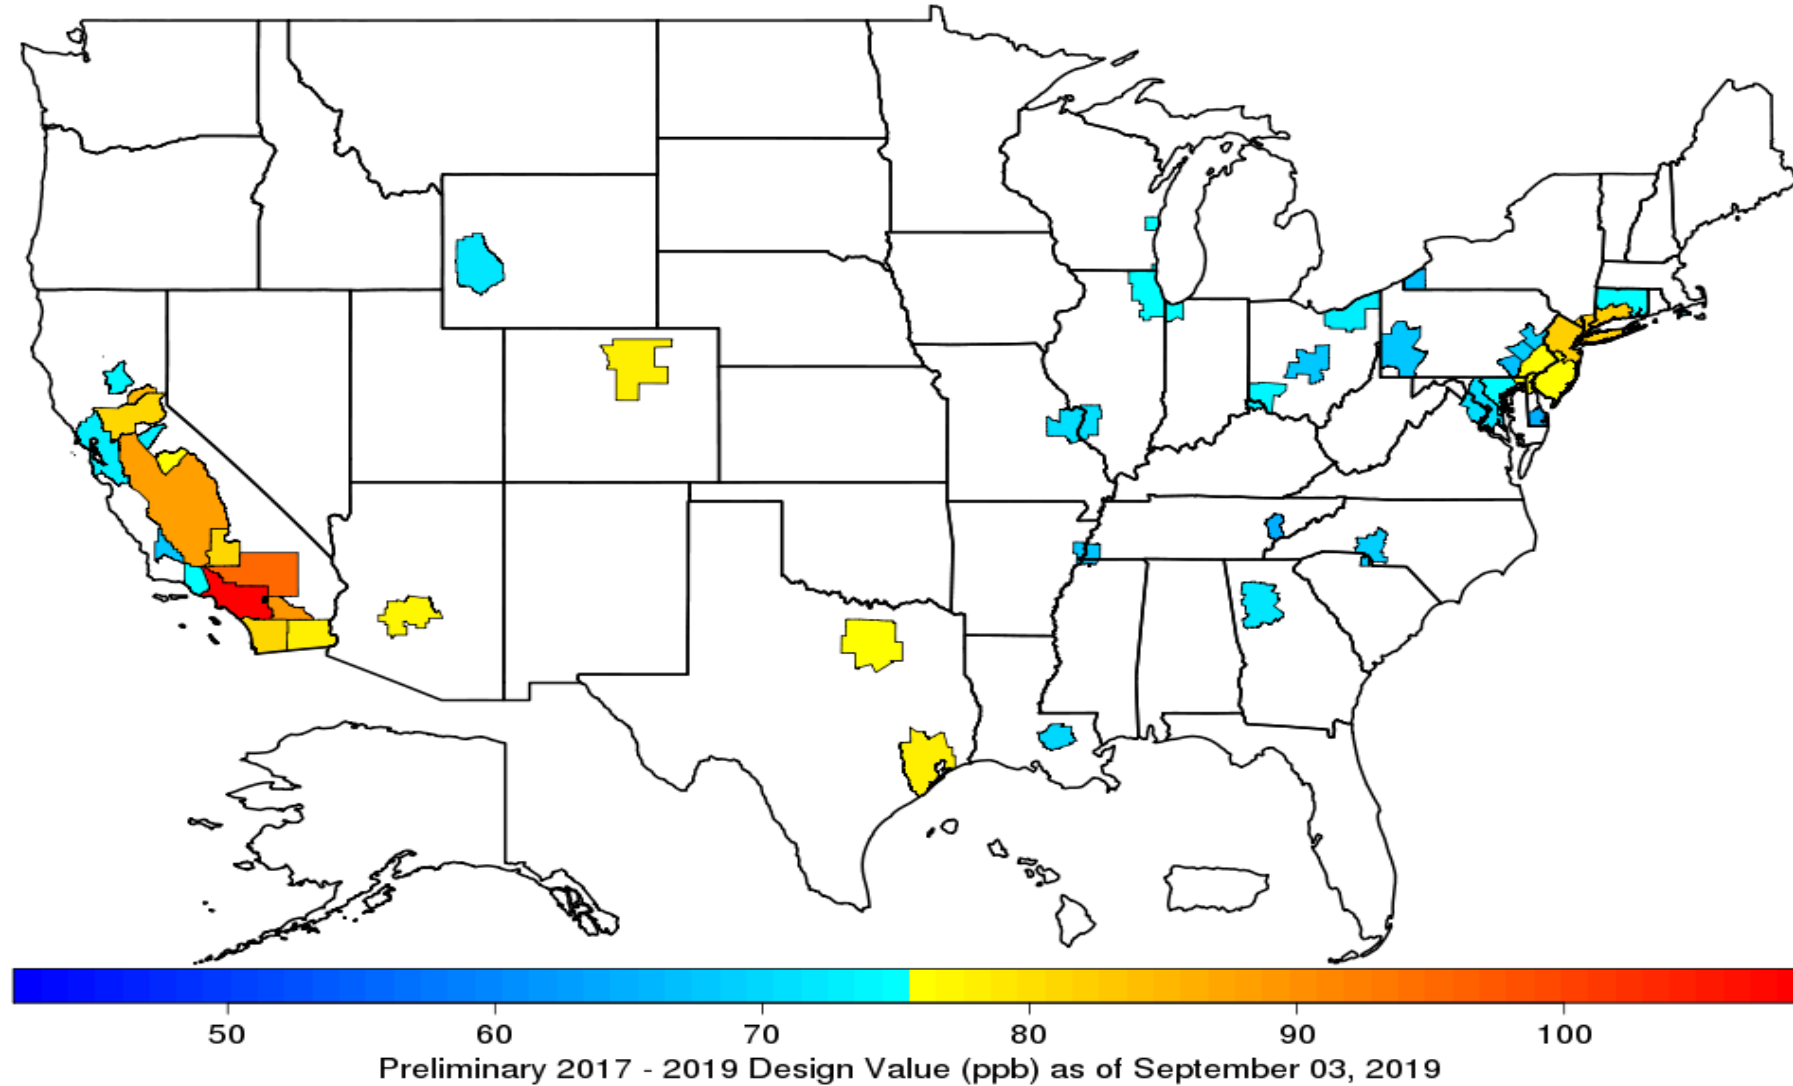 50 60 70 80 90 100
Preliminary 2017 - 2019 Design Value (ppb) as of September 03, 2019